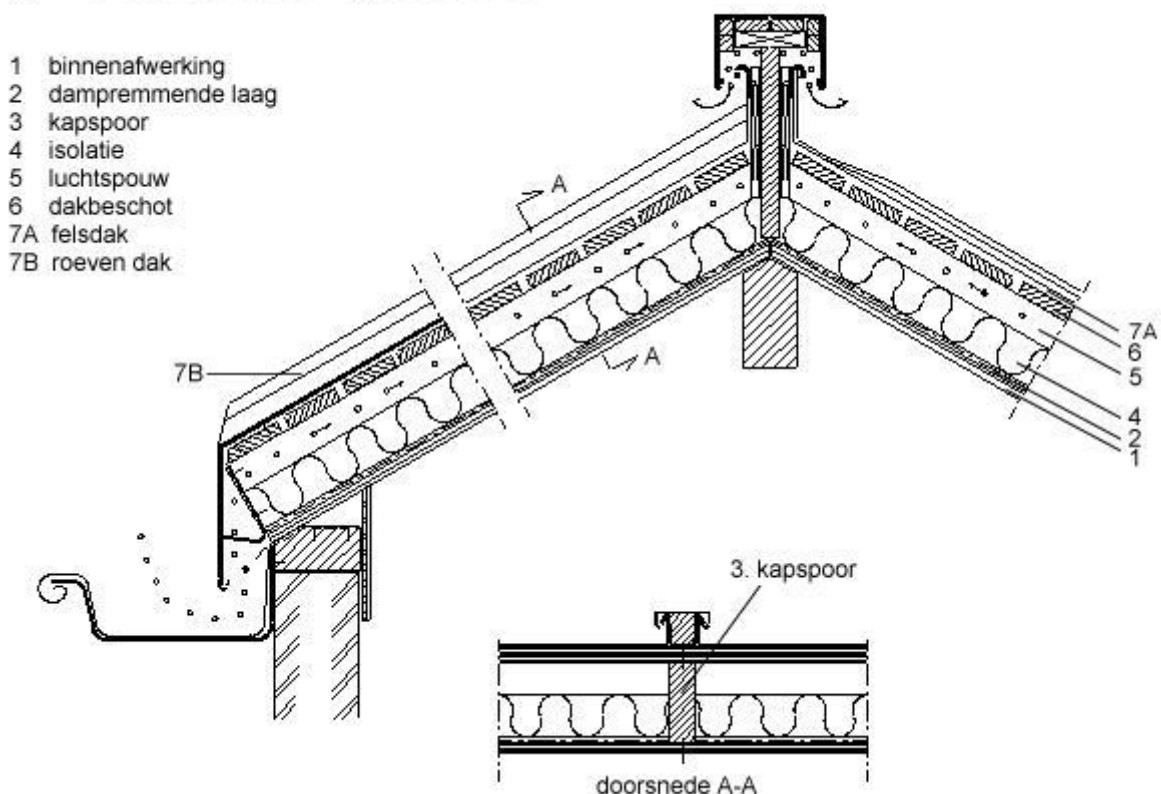 1 binnenafwerking
2 dampremmende laag
3 kapspoor
4 isolatie
5 luchtspouw
6 dakbeschot
7A felsdak
7B roeven dak
A
A
7B
7A
6
5
4
2
1
3. kapspoor
doorsnede A-A